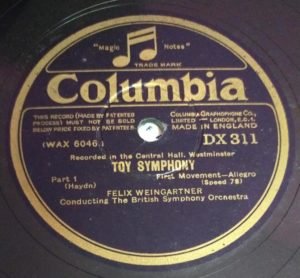 "Magic Notes"
TRADE MARK
Columbia
THIS RECORD (MADE BY PATENTED
PROCESS) MUST NOT BE SOLD
BELOW PRICE FIXED BY PATENTEES
COLUMBIA GRAPHOPHONE CO.,
LIMITED LONDON, E.C.1.
MADE IN ENGLAND
(WAX 6046.)
DX 311
Recorded in the Central Hall, Westminster
TOY SYMPHONY
Part 1
First Movement—Allegro
(Haydn)
(Speed 78)
FELIX WEINGARTNER
Conducting The British Symphony Orchestra